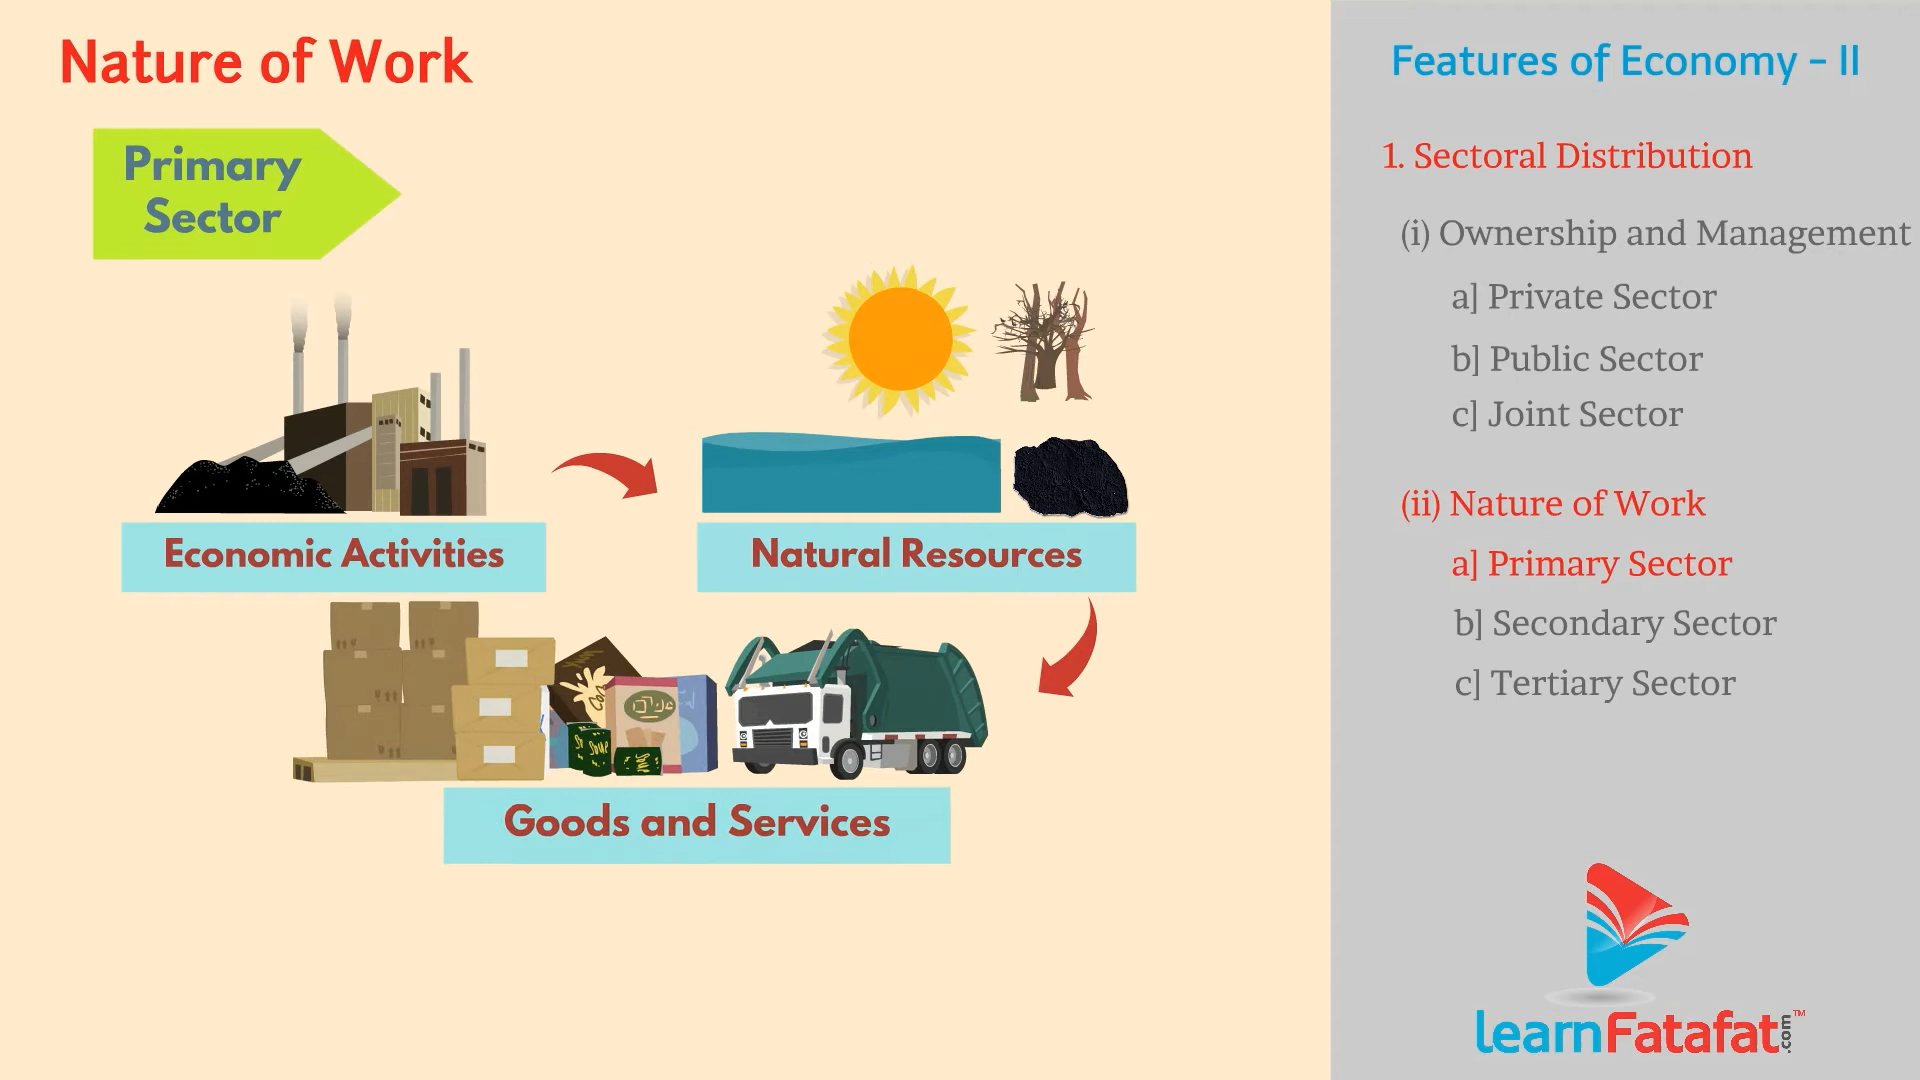 Nature of Work
Primary
Sector
Economic Activities
Natural Resources
Goods and Services
Features of Economy – II
1. Sectoral Distribution
(i) Ownership and Management
a] Private Sector
b] Public Sector
c] Joint Sector
(ii) Nature of Work
a] Primary Sector
b] Secondary Sector
c] Tertiary Sector
learnFatafat.com™